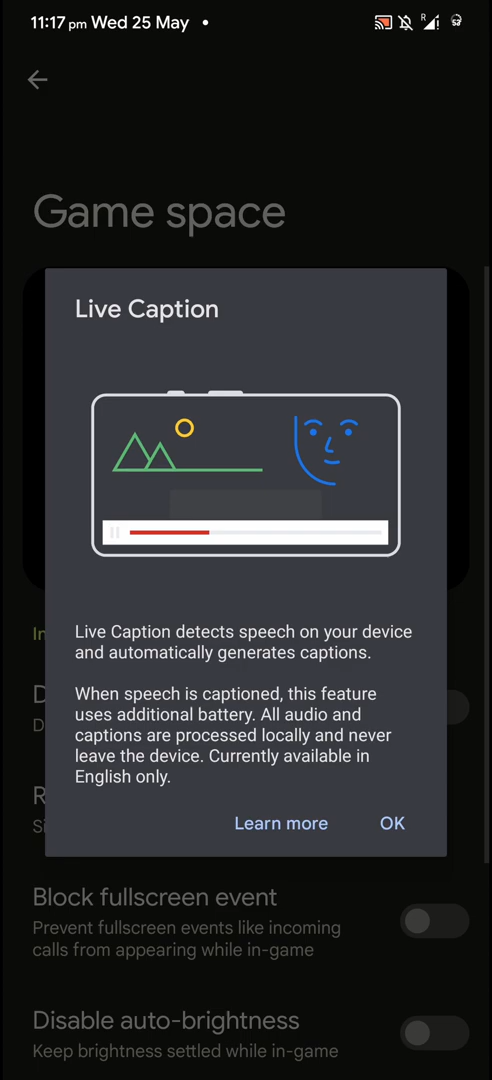 11:17 pm Wed 25 May
R
58
Game space
Live Caption
Live Caption detects speech on your device
and automatically generates captions.
When speech is captioned, this feature
uses additional battery. All audio and
captions are processed locally and never
leave the device. Currently available in
English only.
Learn more OK
Block fullscreen event
Prevent fullscreen events like incoming
calls from appearing while in-game
Disable auto-brightness
Keep brightness settled while in-game